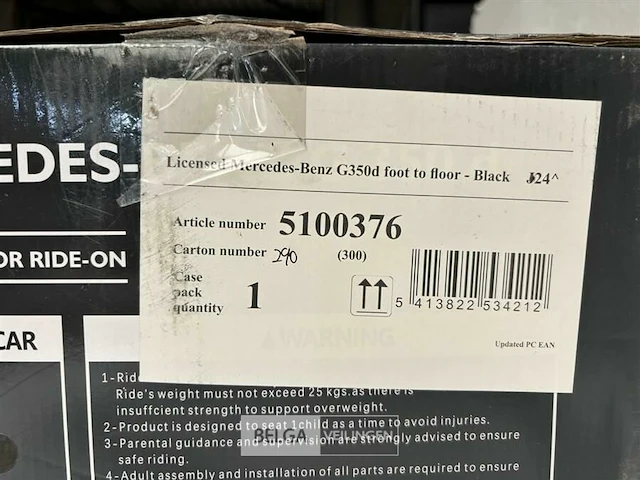 EDES-
OR RIDE-ON
CAR
Licensed Mercedes-Benz G350d foot to floor - Black 324^
Article number 5100376
Carton number 290 (300)
Case
pack
quantity 1
5 413822 534212
Updated PC EAN
WARNING
1-Rid
Ride's weight must not exceed 25 kgs.as there is
insuffcient strength to support overweight.
2-Product is designed to seat 1child as a time to avoid injuries.
3-Parental guidance and supervision are strongly advised to ensure
safe riding.
4-Adult assembly and installation of all parts are required to ensure
BELGA VEILINGEN